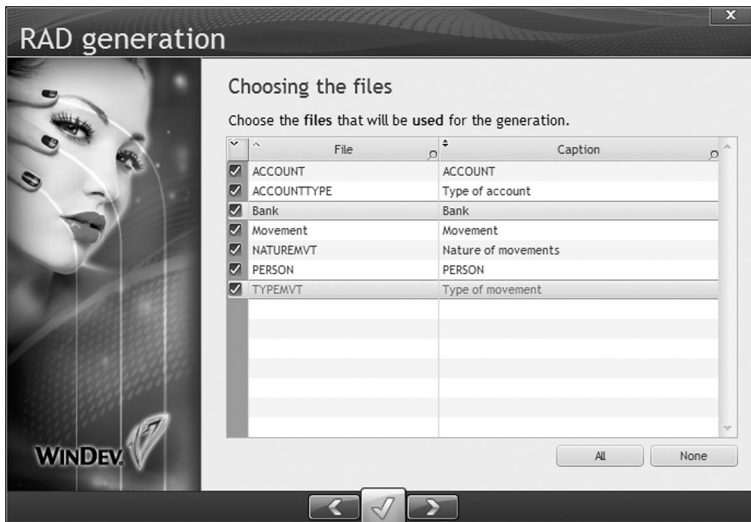 X
RAD generation
Choosing the files
Choose the files that will be used for the generation.
File Caption
ACCOUNT ACCOUNT
ACCOUNTTYPE Type of account
Bank Bank
Movement Movement
NATUREMVT Nature of movements
PERSON PERSON
TYPEMVT Type of movement
All None
WINDEV.